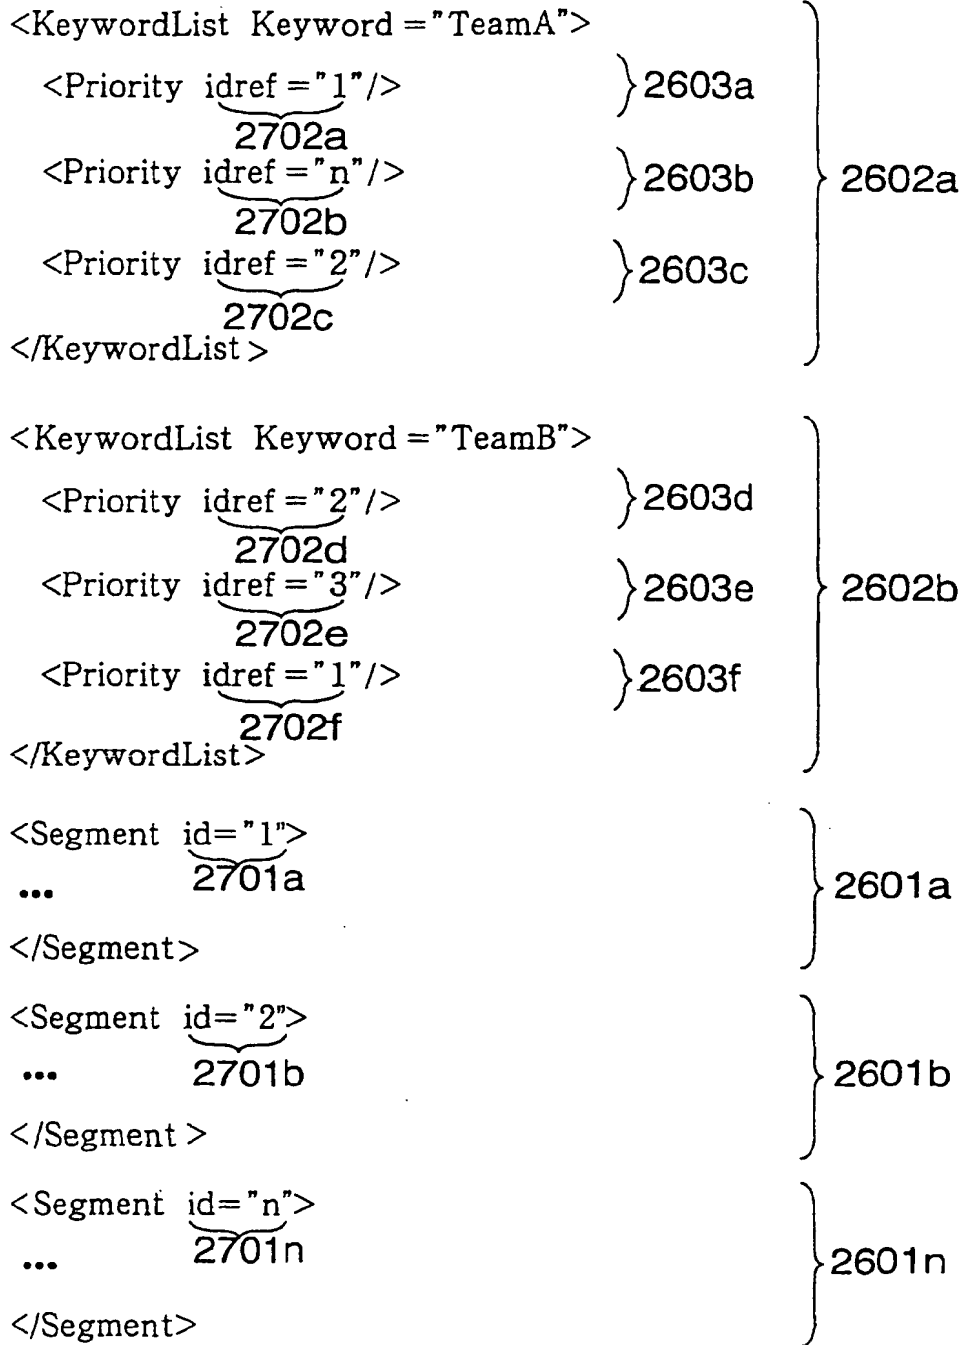 <KeywordList Keyword="TeamA">
<Priority idref="1"/> 2603a
2702a
<Priority idref="n"/> 2603b 2602a
2702b
<Priority idref="2"/> 2603c
2702c
</KeywordList>
<KeywordList Keyword="TeamB">
<Priority idref="2"/> 2603d
2702d
<Priority idref="3"/> 2603e 2602b
2702e
<Priority idref="1"/> 2603f
2702f
</KeywordList>
<Segment id="1">
2701a
... 2601a
</Segment>
<Segment id="2">
... 2701b 2601b
</Segment>
<Segment id="n">
2701n
... 2601n
</Segment>